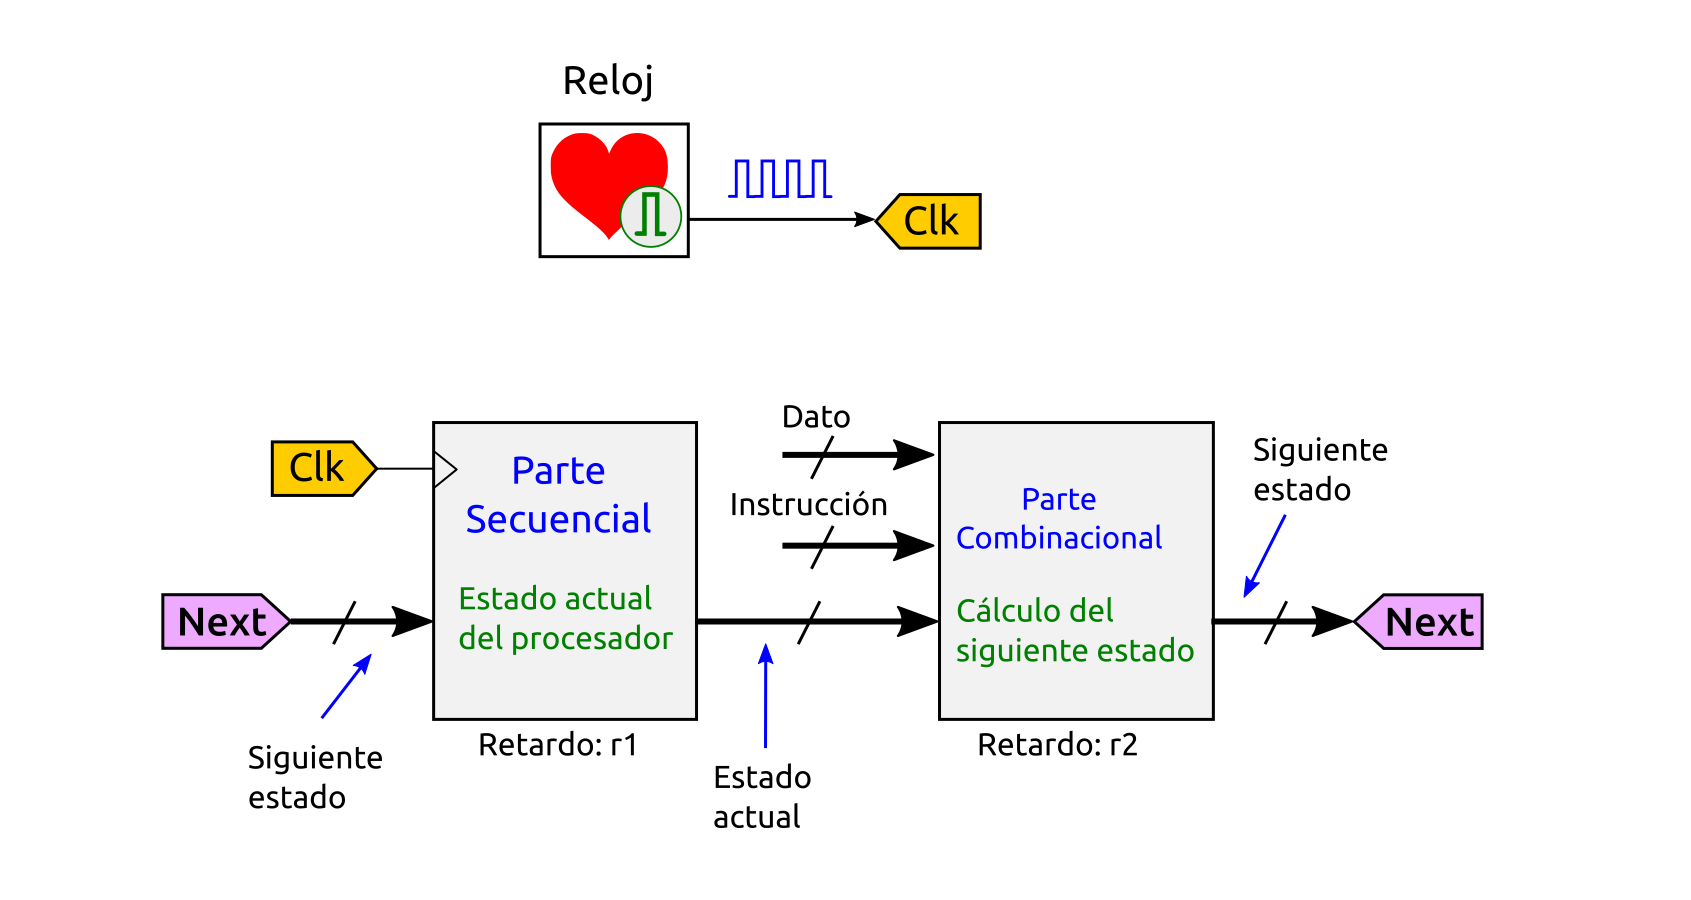 Reloj
Clk
Clk
Parte
Secuencial
Estado actual
del procesador
Retardo: r1
Next
Siguiente
estado
Dato
Instrucción
Estado
actual
Parte
Combinacional
Cálculo del
siguiente estado
Retardo: r2
Siguiente
estado
Next